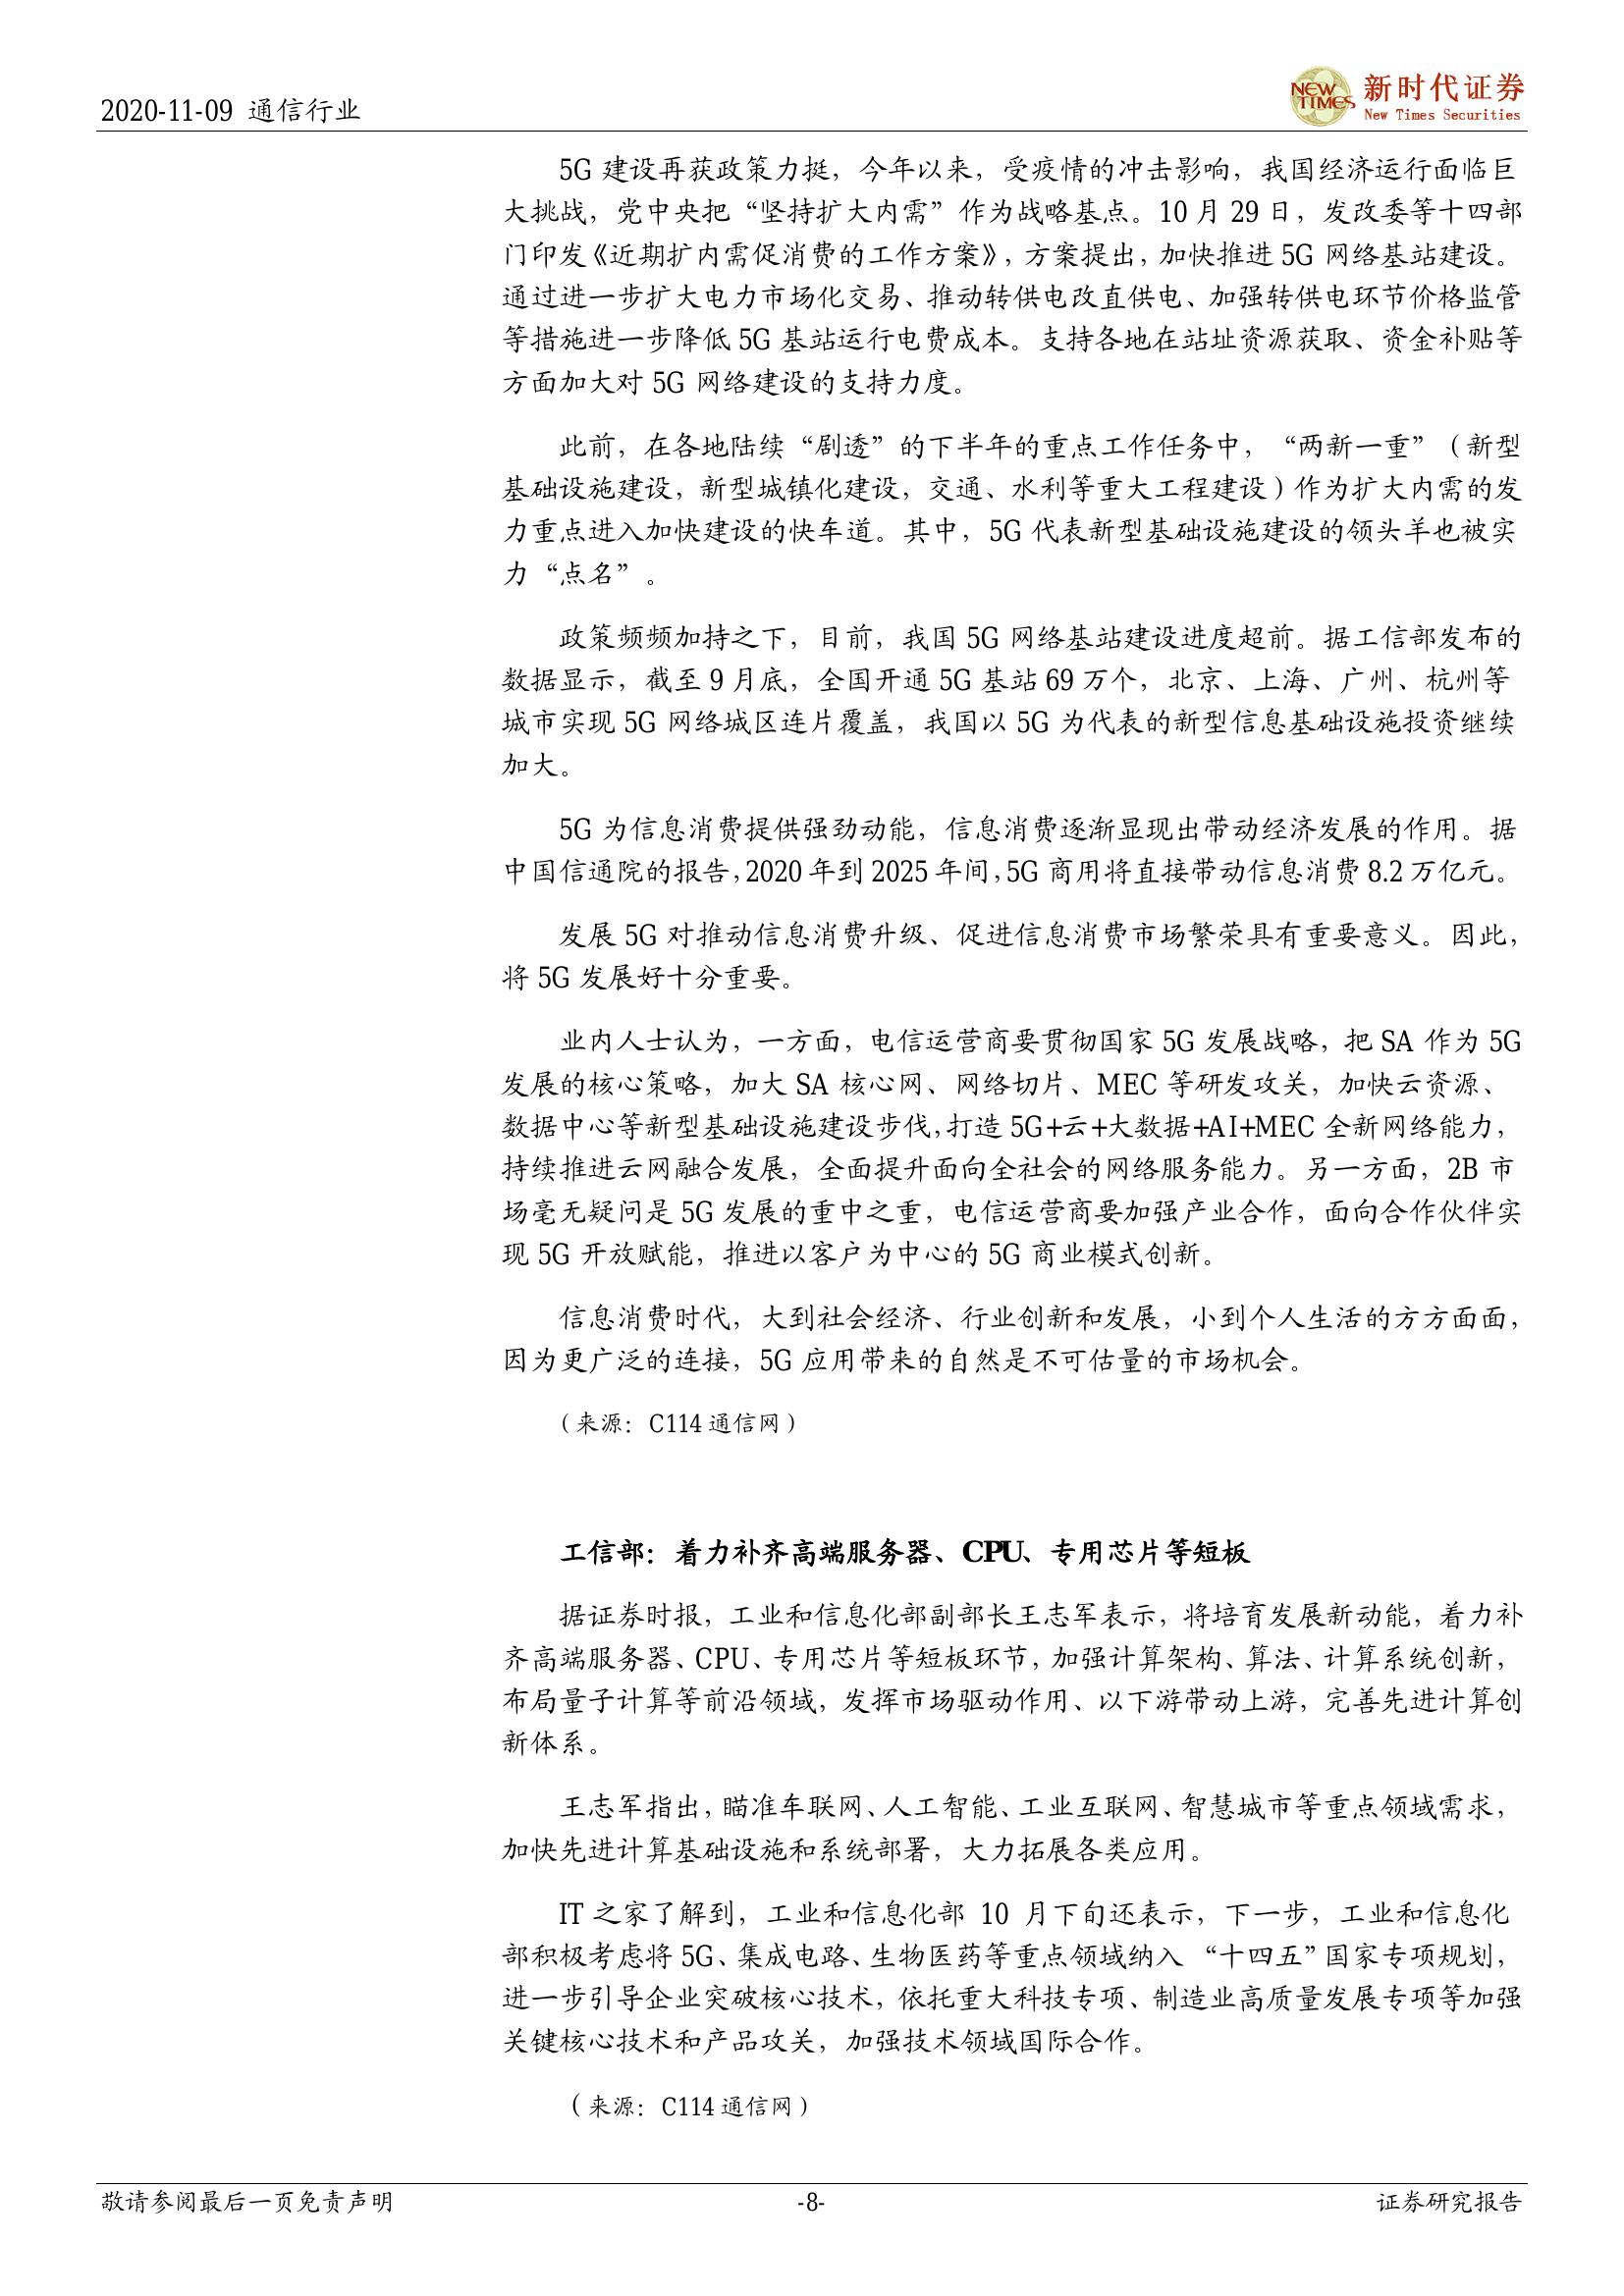 2020-11-09 通信行业
NEW TIMES 新时代证券
New Times Securities
5G 建设再获政策力挺，今年以来，受疫情的冲击影响，我国经济运行面临巨
大挑战，党中央把“坚持扩大内需”作为战略基点。10 月 29 日，发改委等十四部
门印发《近期扩内需促消费的工作方案》，方案提出，加快推进 5G 网络基站建设。
通过进一步扩大电力市场化交易、推动转供电改直供电、加强转供电环节价格监管
等措施进一步降低 5G 基站运行电费成本。支持各地在站址资源获取、资金补贴等
方面加大对 5G 网络建设的支持力度。
此前，在各地陆续“剧透”的下半年的重点工作任务中，“两新一重”（新型
基础设施建设，新型城镇化建设，交通、水利等重大工程建设）作为扩大内需的发
力重点进入加快建设的快车道。其中，5G 代表新型基础设施建设的领头羊也被实
力“点名”。
政策频频加持之下，目前，我国 5G 网络基站建设进度超前。据工信部发布的
数据显示，截至 9 月底，全国开通 5G 基站 69 万个，北京、上海、广州、杭州等
城市实现 5G 网络城区连片覆盖，我国以 5G 为代表的新型信息基础设施投资继续
加大。
5G 为信息消费提供强劲动能，信息消费逐渐显现出带动经济发展的作用。据
中国信通院的报告，2020 年到 2025 年间，5G 商用将直接带动信息消费 8.2 万亿元。
发展 5G 对推动信息消费升级、促进信息消费市场繁荣具有重要意义。因此，
将 5G 发展好十分重要。
业内人士认为，一方面，电信运营商要贯彻国家 5G 发展战略，把 SA 作为 5G
发展的核心策略，加大 SA 核心网、网络切片、MEC 等研发攻关，加快云资源、
数据中心等新型基础设施建设步伐，打造 5G+云+大数据+AI+MEC 全新网络能力，
持续推进云网融合发展，全面提升面向全社会的网络服务能力。另一方面，2B 市
场毫无疑问是 5G 发展的重中之重，电信运营商要加强产业合作，面向合作伙伴实
现 5G 开放赋能，推进以客户为中心的 5G 商业模式创新。
信息消费时代，大到社会经济、行业创新和发展，小到个人生活的方方面面，
因为更广泛的连接，5G 应用带来的自然是不可估量的市场机会。
（来源：C114 通信网）
工信部：着力补齐高端服务器、CPU、专用芯片等短板
据证券时报，工业和信息化部副部长王志军表示，将培育发展新动能，着力补
齐高端服务器、CPU、专用芯片等短板环节，加强计算架构、算法、计算系统创新，
布局量子计算等前沿领域，发挥市场驱动作用、以下游带动上游，完善先进计算创
新体系。
王志军指出，瞄准车联网、人工智能、工业互联网、智慧城市等重点领域需求，
加快先进计算基础设施和系统部署，大力拓展各类应用。
IT 之家了解到，工业和信息化部 10 月下旬还表示，下一步，工业和信息化
部积极考虑将 5G、集成电路、生物医药等重点领域纳入 “十四五”国家专项规划，
进一步引导企业突破核心技术，依托重大科技专项、制造业高质量发展专项等加强
关键核心技术和产品攻关，加强技术领域国际合作。
（来源：C114 通信网）
敬请参阅最后一页免责声明 -8- 证券研究报告